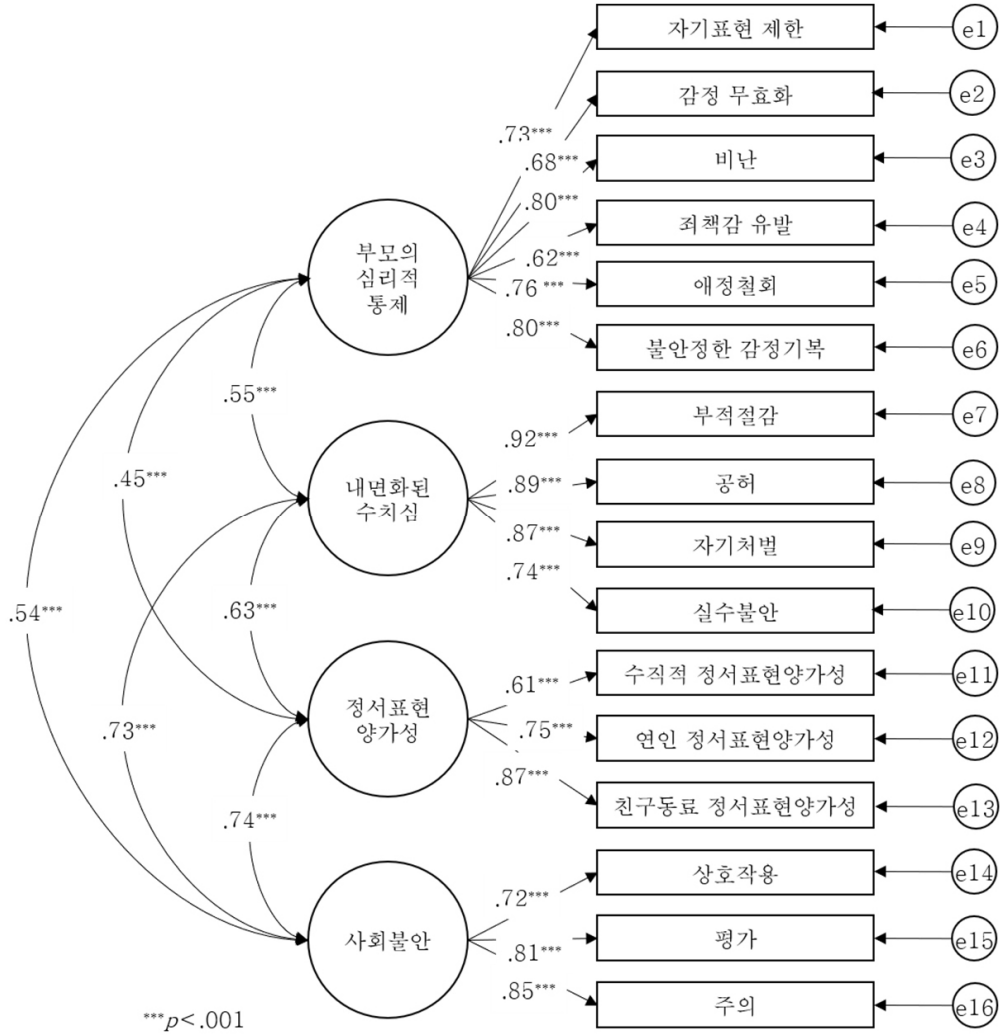 자기표현 제한
e1
감정 무효화
e2
.73***
비난
e3
.68***
.80***
죄책감 유발
e4
부모의
심리적
통제
.62***
애정철회
e5
.76 ***
.80***
불안정한 감정기복
e6
.55***
부적절감
e7
.92***
.45***
내면화된
수치심
.89***
공허
e8
.87***
자기처벌
e9
.74***
.54***
.63***
실수불안
e10
.61***
수직적 정서표현양가성
e11
.73***
정서표현
양가성
.75***
연인 정서표현양가성
e12
.87***
친구동료 정서표현양가성
e13
.74***
상호작용
e14
.72***
사회불안
.81***
평가
e15
.85***
주의
e16
***p<.001